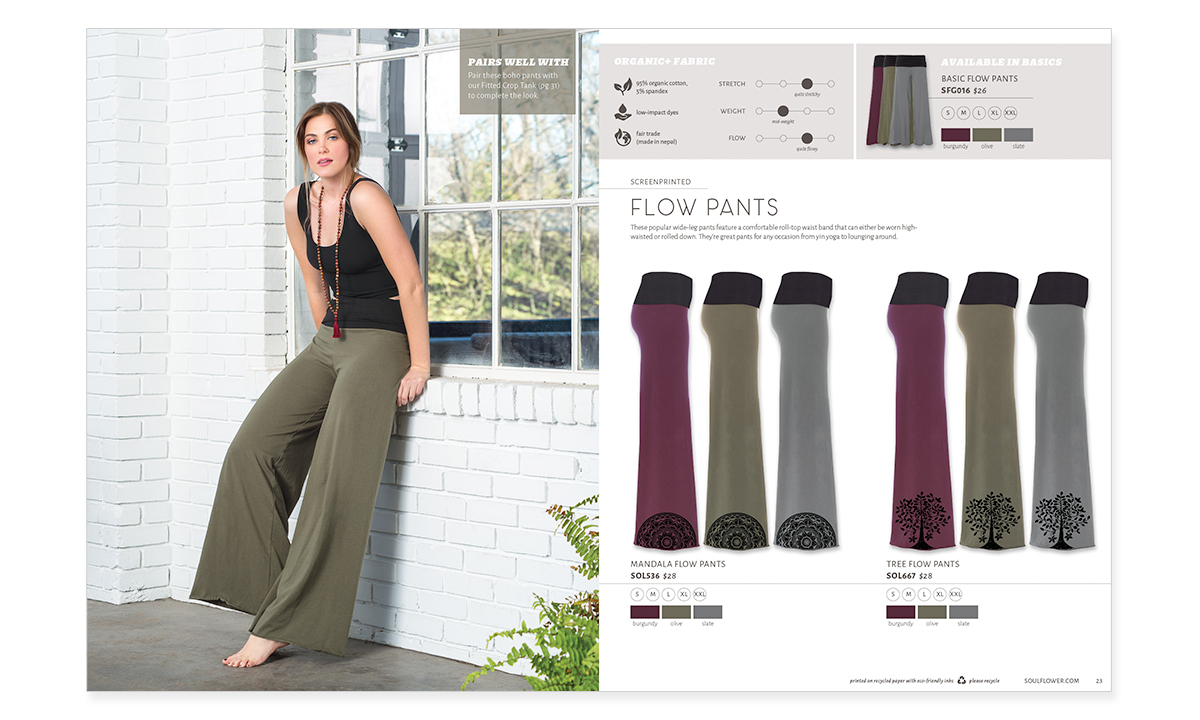 PAIRS WELL WITH
Pair these boho pants with
our Fitted Crop Tank (pg 31)
to complete the look.
ORGANIC+ FABRIC
95% organic cotton,
5% spandex
low-impact dyes
fair trade
(made in nepal)
STRETCH
quite stretchy
WEIGHT
mid-weight
FLOW
quite flowy
AVAILABLE IN BASICS
BASIC FLOW PANTS
SFG016 $26
S M L XL XXL
burgundy olive slate
SCREENPRINTED
FLOW PANTS
These popular wide-leg pants feature a comfortable roll-top waist band that can either be worn high-
waisted or rolled down. They're great pants for any occasion from yin yoga to lounging around.
MANDALA FLOW PANTS
SOL536 $28
S M L XL XXL
burgundy olive slate
TREE FLOW PANTS
SOL667 $28
S M L XL XXL
burgundy olive slate
printed on recycled paper with eco-friendly inks please recycle SOULFLOWER.COM 23